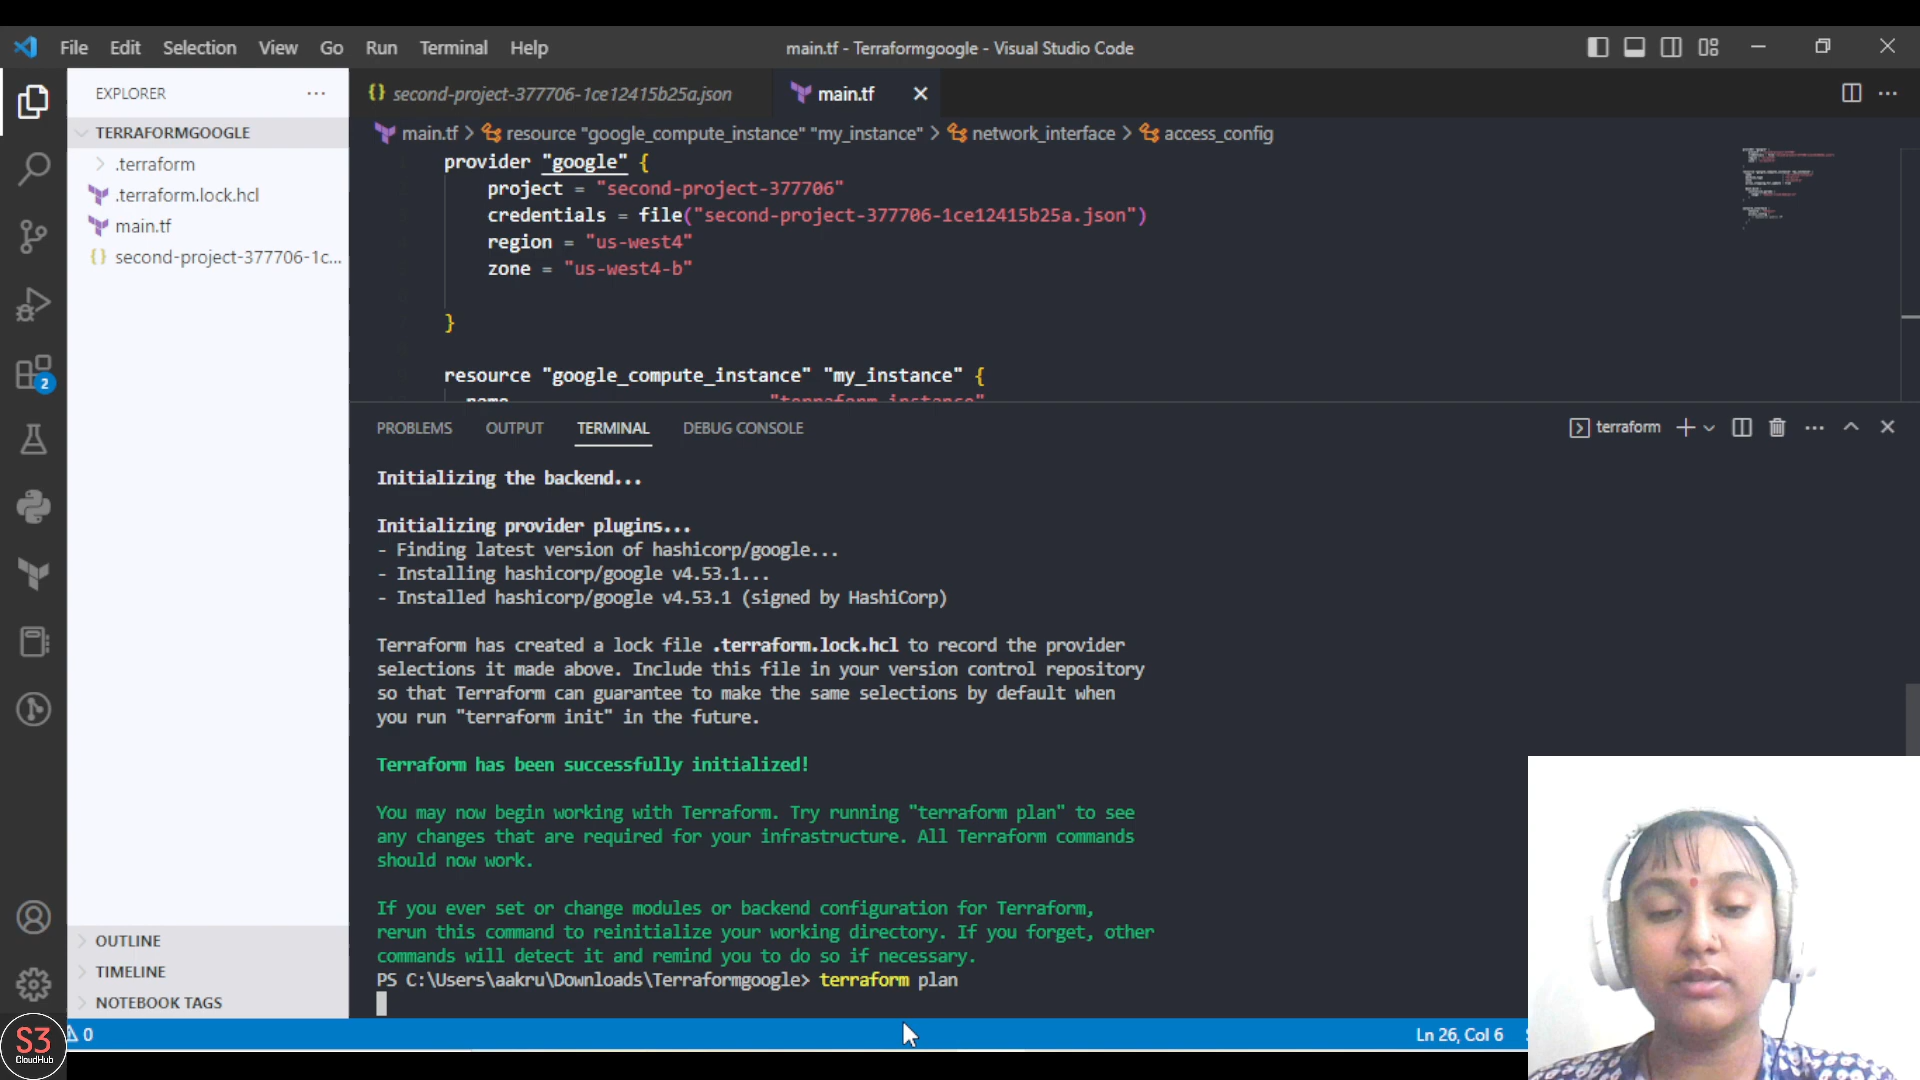 File Edit Selection View Go Run Terminal Help
main.tf - Terraformgoogle - Visual Studio Code
EXPLORER
TERRAFORMGOOGLE
.terraform
.terraform.lock.hcl
main.tf
second-project-377706-1c...
2
OUTLINE
TIMELINE
NOTEBOOK TAGS
{} second-project-377706-1ce12415b25a.json
main.tf
main.tf > resource "google_compute_instance" "my_instance" > network_interface > access_config
provider "google" {
project = "second-project-377706"
credentials = file("second-project-377706-1ce12415b25a.json")
region = "us-west4"
zone = "us-west4-b"
}
resource "google_compute_instance" "my_instance" {
name "terraform-instance"
PROBLEMS OUTPUT TERMINAL DEBUG CONSOLE
terraform
Initializing the backend...
Initializing provider plugins...
- Finding latest version of hashicorp/google...
- Installing hashicorp/google v4.53.1...
- Installed hashicorp/google v4.53.1 (signed by HashiCorp)
Terraform has created a lock file .terraform.lock.hcl to record the provider
selections it made above. Include this file in your version control repository
so that Terraform can guarantee to make the same selections by default when
you run "terraform init" in the future.
Terraform has been successfully initialized!
You may now begin working with Terraform. Try running "terraform plan" to see
any changes that are required for your infrastructure. All Terraform commands
should now work.
If you ever set or change modules or backend configuration for Terraform,
rerun this command to reinitialize your working directory. If you forget, other
commands will detect it and remind you to do so if necessary.
PS C:\Users\aakru\Downloads\Terraformgoogle> terraform plan
S3
CloudHub
0
Ln 26, Col 6